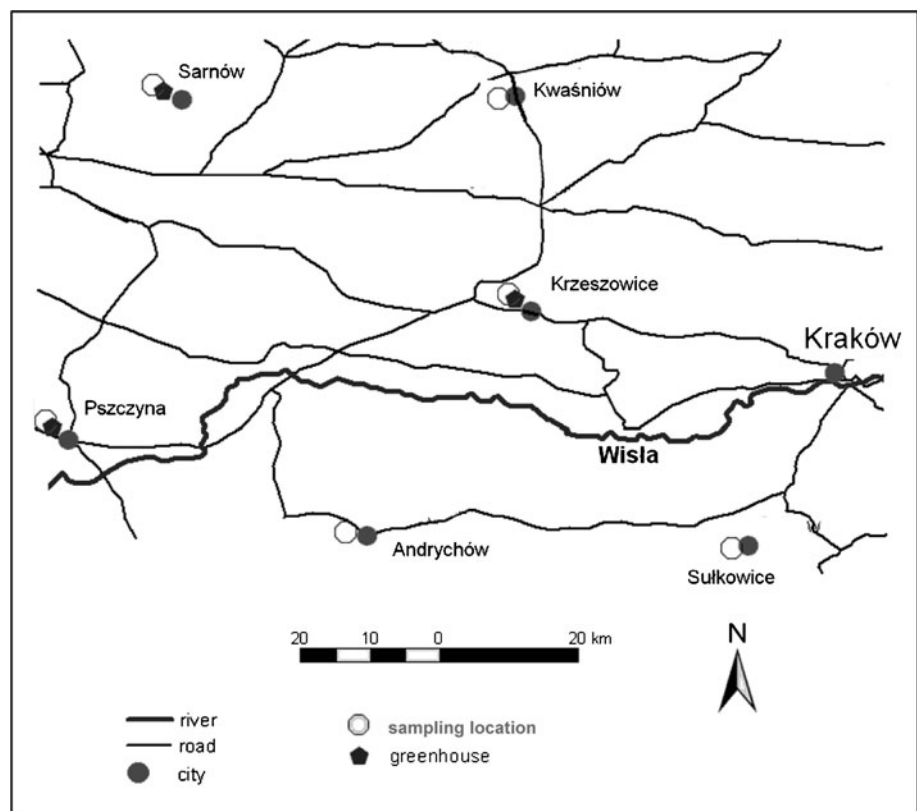 Sarnów
Kwaśniów
Krzeszowice
Kraków
Pszczyna
Wisła
Andrychów
Sułkowice
20 10 0 20 km
N
river
road
city
sampling location
greenhouse